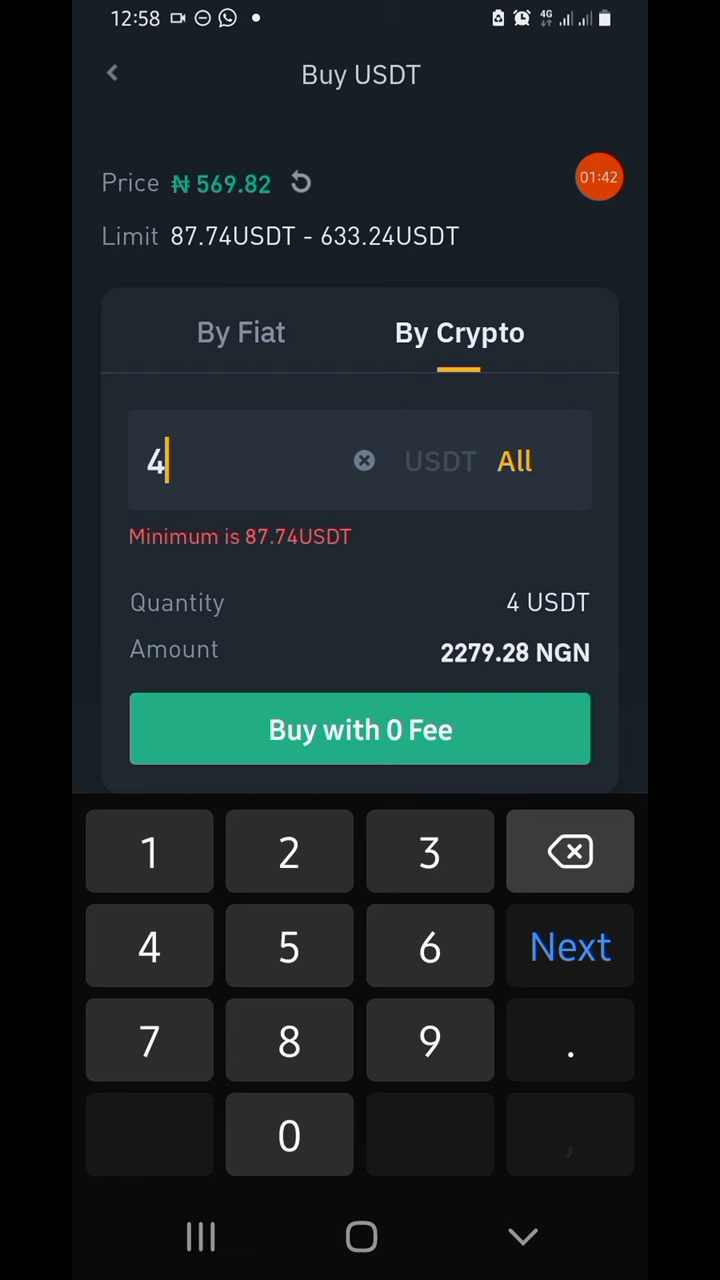 12:58 4G
Buy USDT
Price ₦ 569.82
01:42
Limit 87.74USDT - 633.24USDT
By Fiat By Crypto
4 USDT All
Minimum is 87.74USDT
Quantity 4 USDT
Amount 2279.28 NGN
Buy with 0 Fee
1 2 3
4 5 6 Next
7 8 9 .
0 ,